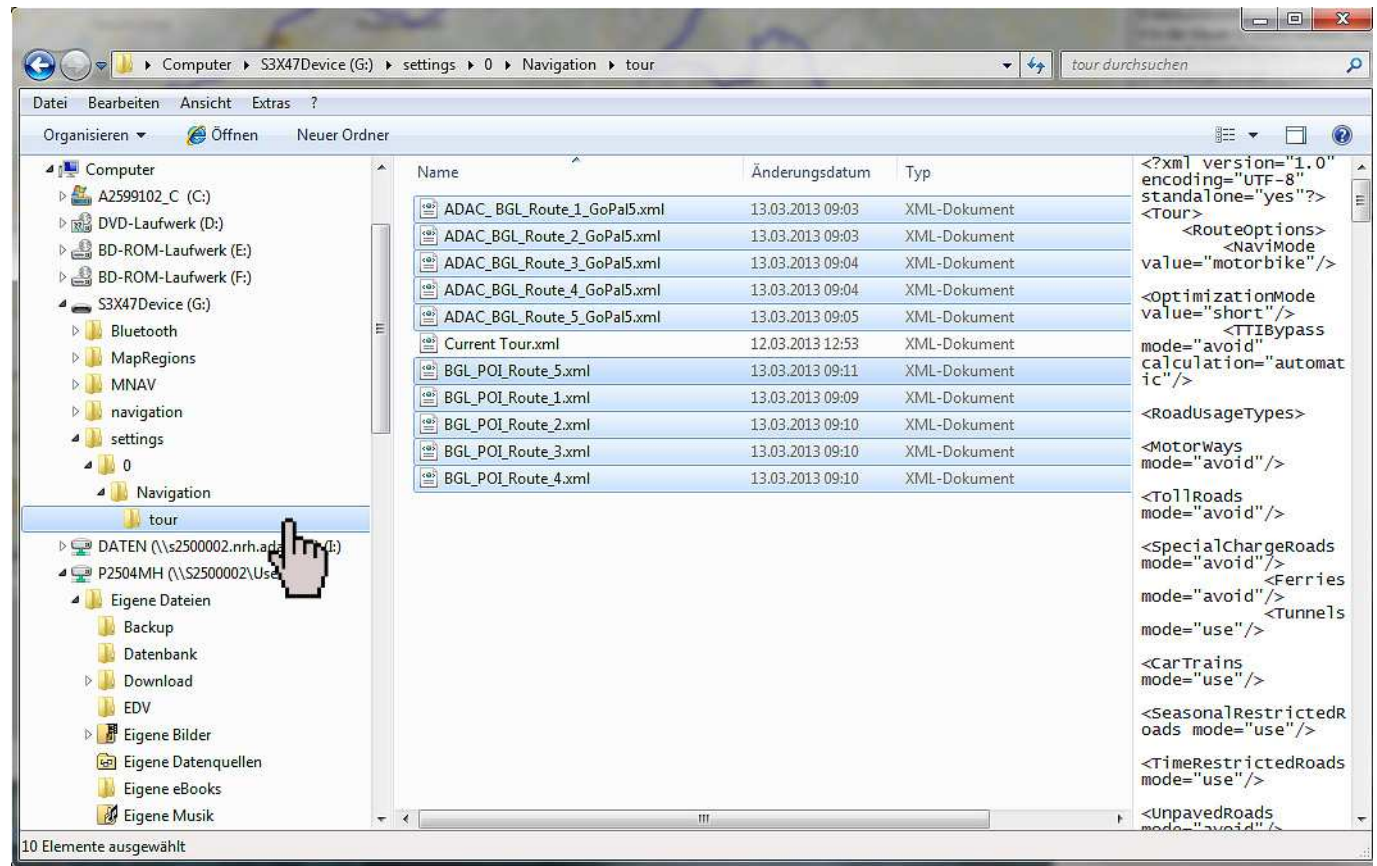 Computer ▸ S3X47Device (G:) ▸ settings ▸ 0 ▸ Navigation ▸ tour
tour durchsuchen
Datei Bearbeiten Ansicht Extras ?
Organisieren Öffnen Neuer Ordner
Computer
A2599102_C (C:)
DVD-Laufwerk (D:)
BD-ROM-Laufwerk (E:)
BD-ROM-Laufwerk (F:)
S3X47Device (G:)
Bluetooth
MapRegions
MNAV
navigation
settings
0
Navigation
tour
DATEN (\\s2500002.nrh.ada (I:)
P2504MH (\\S2500002\Use
Eigene Dateien
Backup
Datenbank
Download
EDV
Eigene Bilder
Eigene Datenquellen
Eigene eBooks
Eigene Musik
Name Änderungsdatum Typ
ADAC_ BGL_Route_1_GoPal5.xml 13.03.2013 09:03 XML-Dokument
ADAC_BGL_Route_2_GoPal5.xml 13.03.2013 09:03 XML-Dokument
ADAC_BGL_Route_3_GoPal5.xml 13.03.2013 09:04 XML-Dokument
ADAC_BGL_Route_4_GoPal5.xml 13.03.2013 09:04 XML-Dokument
ADAC_BGL_Route_5_GoPal5.xml 13.03.2013 09:05 XML-Dokument
Current Tour.xml 12.03.2013 12:53 XML-Dokument
BGL_POI_Route_5.xml 13.03.2013 09:11 XML-Dokument
BGL_POI_Route_1.xml 13.03.2013 09:09 XML-Dokument
BGL_POI_Route_2.xml 13.03.2013 09:10 XML-Dokument
BGL_POI_Route_3.xml 13.03.2013 09:10 XML-Dokument
BGL_POI_Route_4.xml 13.03.2013 09:10 XML-Dokument
<?xml version="1.0"
encoding="UTF-8"
standalone="yes"?>
<Tour>
<RouteOptions>
<NaviMode
value="motorbike"/>
<OptimizationMode
value="short"/>
<TTIBypass
mode="avoid"
calculation="automat
ic"/>
<RoadUsageTypes>
<MotorWays
mode="avoid"/>
<TollRoads
mode="avoid"/>
<SpecialChargeRoads
mode="avoid"/>
<Ferries
mode="avoid"/>
<Tunnels
mode="use"/>
<CarTrains
mode="use"/>
<SeasonalRestrictedR
oads mode="use"/>
<TimeRestrictedRoads
mode="use"/>
<UnpavedRoads
mode="avoid"/>
10 Elemente ausgewählt